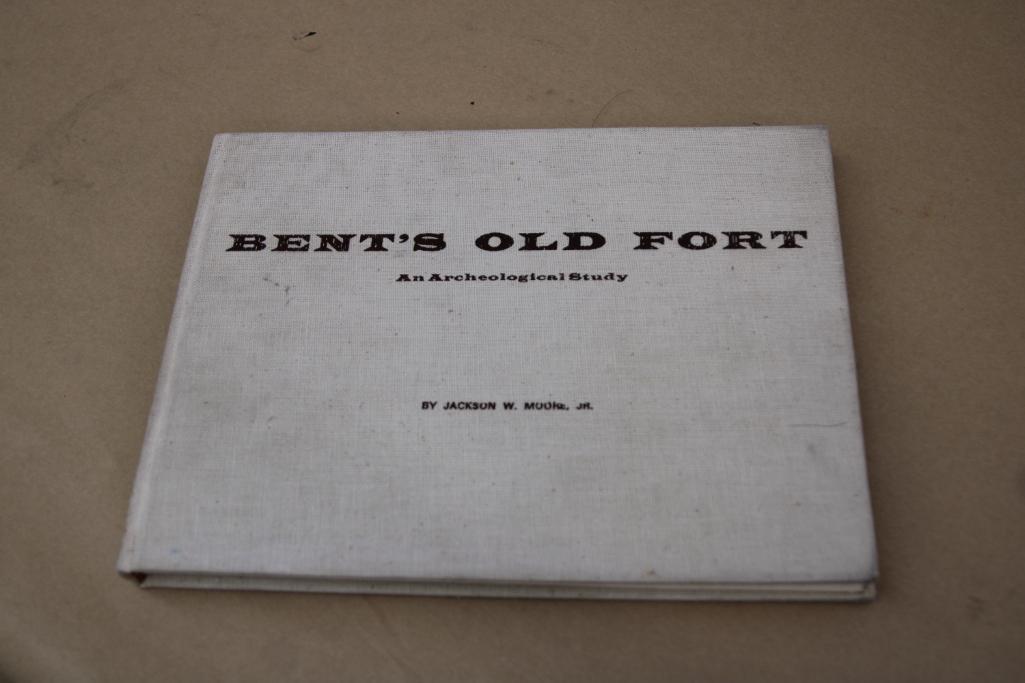 BENT'S OLD FORT
An Archeological Study
BY JACKSON W. MOORE, JR.